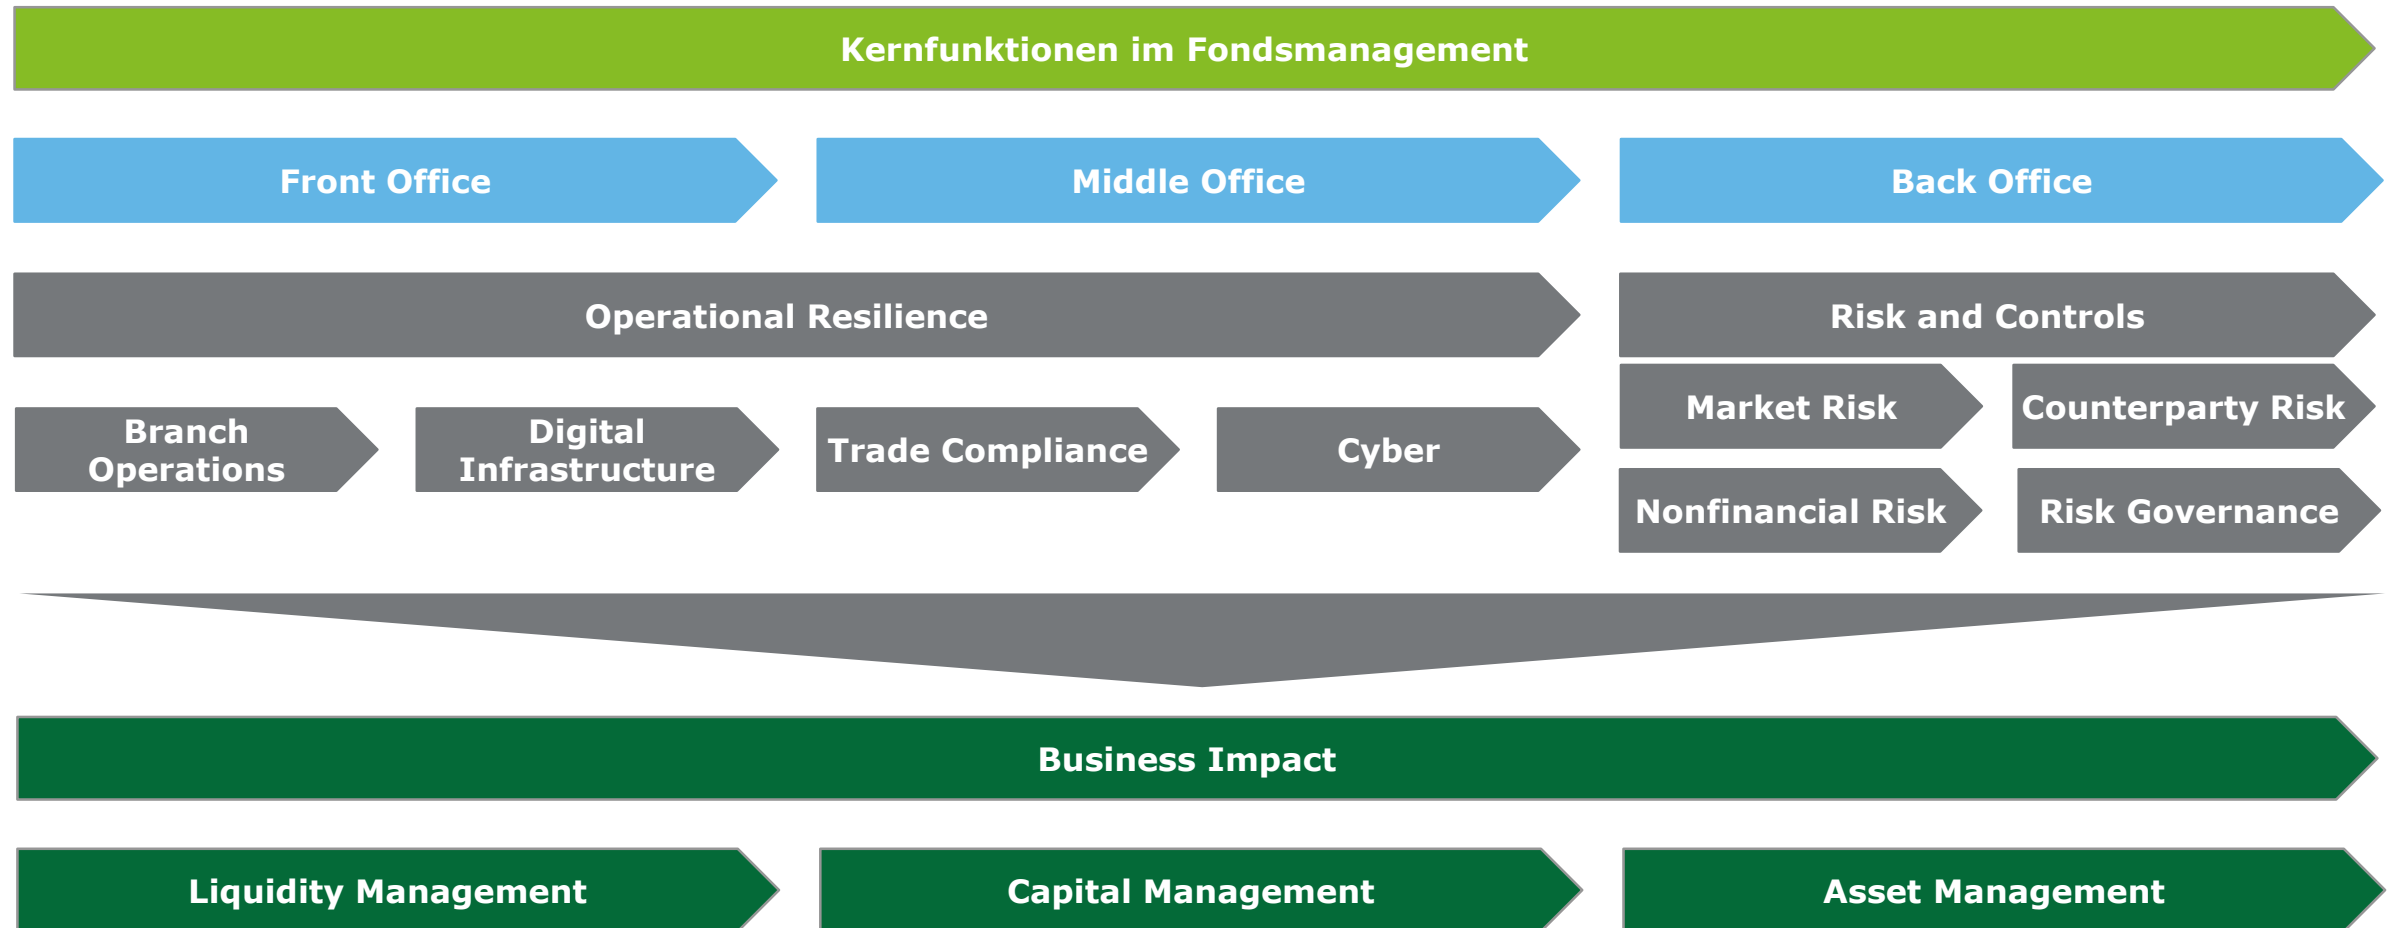 Kernfunktionen im Fondsmanagement
Front Office
Middle Office
Back Office
Operational Resilience
Risk and Controls
Branch
Operations
Digital
Infrastructure
Trade Compliance
Cyber
Market Risk
Counterparty Risk
Nonfinancial Risk
Risk Governance
Business Impact
Liquidity Management
Capital Management
Asset Management